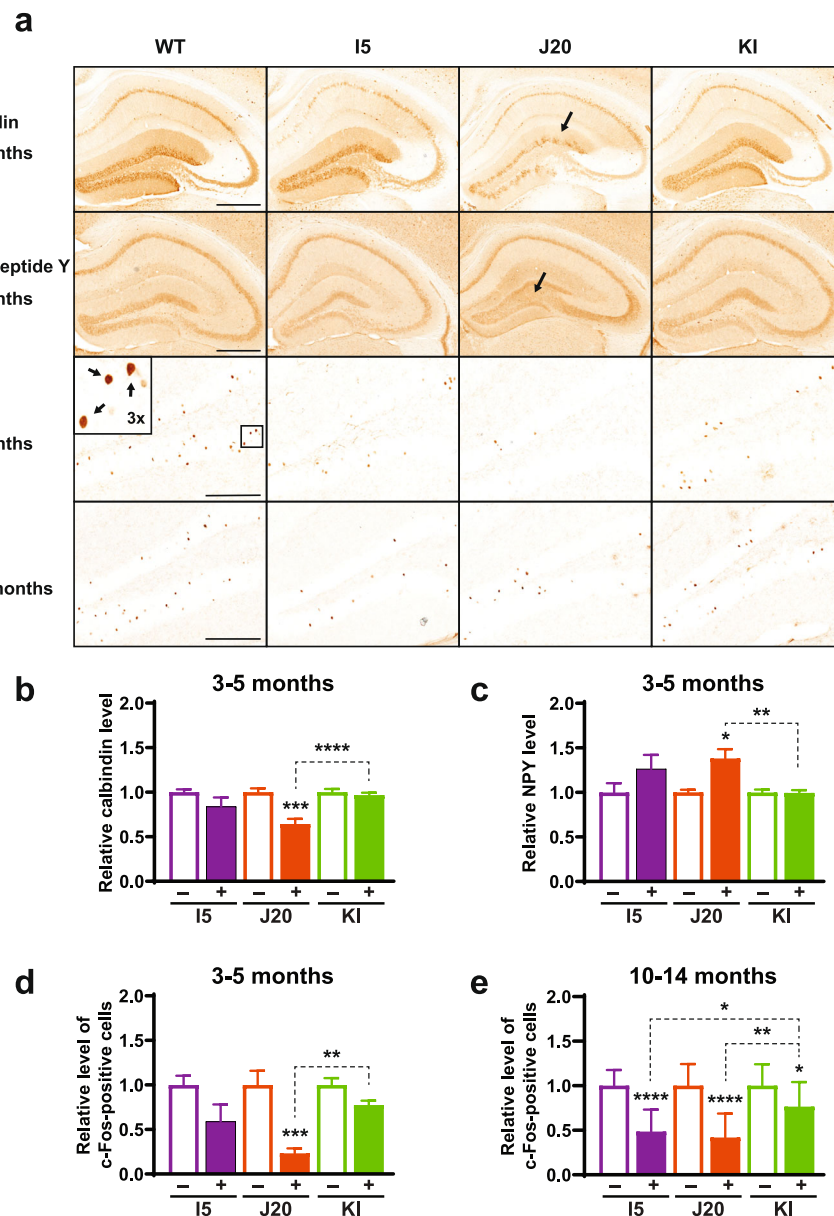 a
WT I5 J20 KI
lin
nths
eptide Y
nths
3x
nths
nonths
b
3-5 months
Relative calbindin level
2.0
1.5
1.0
0.5
0.0
****
***
– + – + – +
I5 J20 KI
c
3-5 months
Relative NPY level
2.0
1.5
1.0
0.5
0.0
**
*
– + – + – +
I5 J20 KI
d
3-5 months
Relative level of
c-Fos-positive cells
2.0
1.5
1.0
0.5
0.0
**
***
– + – + – +
I5 J20 KI
e
10-14 months
Relative level of
c-Fos-positive cells
2.0
1.5
1.0
0.5
0.0
*
**
*
**** ****
– + – + – +
I5 J20 KI